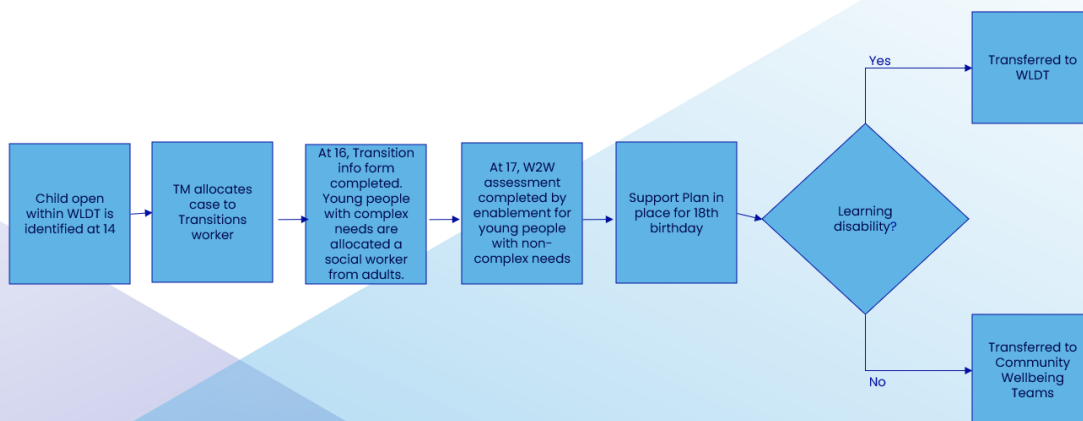 Child open
within WLDT is
identified at 14
TM allocates
case to
Transitions
worker
At 16, Transition
info form
completed.
Young people
with complex
needs are
allocated a
social worker
from adults.
At 17, W2W
assessment
completed by
enablement for
young people
with non-
complex needs
Support Plan in
place for 18th
birthday
Learning
disability?
Yes
Transferred to
WLDT
No
Transferred to
Community
Wellbeing
Teams